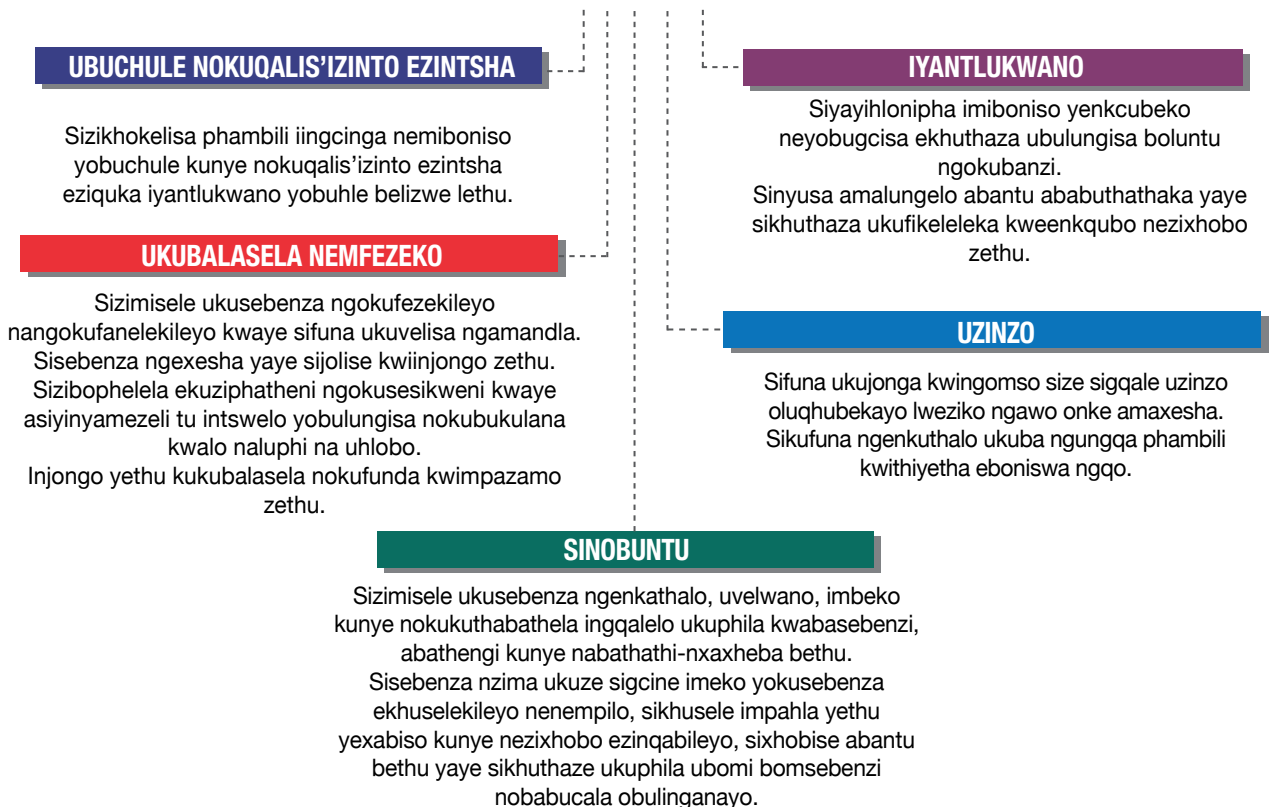 UBUCHULE NOKUQALIS'IZINTO EZINTSHA
Sizikhokelisa phambili iingcinga nemiboniso
yobuchule kunye nokuqalis'izinto ezintsha
eziquka iyantlukwano yobuhle belizwe lethu.
UKUBALASELA NEMFEZEKO
Sizimisele ukusebenza ngokufezekileyo
nangokufanelekileyo kwaye sifuna ukuvelisa ngamandla.
Sisebenza ngexesha yaye sijolise kwiinjongo zethu.
Sizibophelela ekuziphatheni ngokusesikweni kwaye
asiyinyamezeli tu intswelo yobulungisa nokubukulana
kwalo naluphi na uhlobo.
Injongo yethu kukubalasela nokufunda kwimpazamo
zethu.
IYANTLUKWANO
Siyayihlonipha imiboniso yenkcubeko
neyobugcisa ekhuthaza ubulungisa boluntu
ngokubanzi.
Sinyusa amalungelo abantu ababuthathaka yaye
sikhuthaza ukufikeleleka kweenkqubo nezixhobo
zethu.
UZINZO
Sifuna ukujonga kwingomso size sigqale uzinzo
oluqhubekayo lweziko ngawo onke amaxesha.
Sikufuna ngenkuthalo ukuba ngungqa phambili
kwithiyetha eboniswa ngqo.
SINOBUNTU
Sizimisele ukusebenza ngenkathalo, uvelwano, imbeko
kunye nokukuthabathela ingqalelo ukuphila kwabasebenzi,
abathengi kunye nabathathi-nxaxheba bethu.
Sisebenza nzima ukuze sigcine imeko yokusebenza
ekhuselekileyo nenempilo, sikhusele impahla yethu
yexabiso kunye nezixhobo ezinqabileyo, sixhobise abantu
bethu yaye sikhuthaze ukuphila ubomi bomsebenzi
nobabucala obulinganayo.